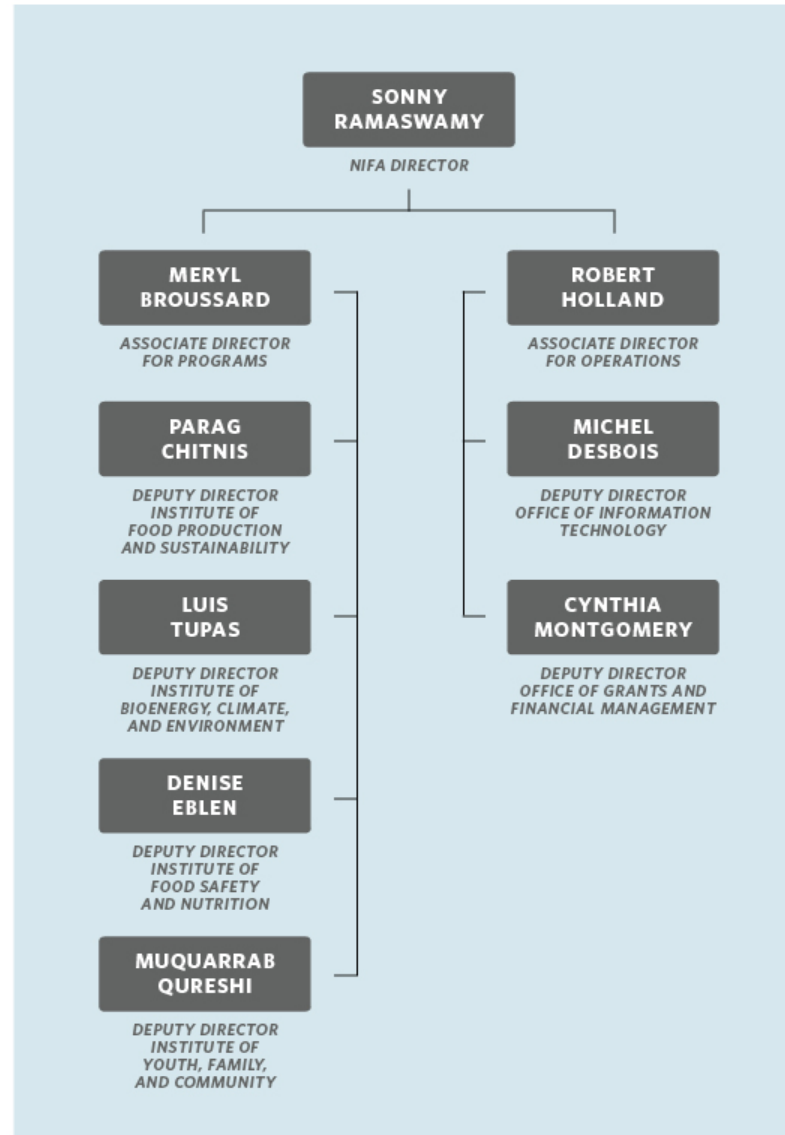 SONNY
RAMASWAMY
NIFA DIRECTOR
MERYL
BROUSSARD
ASSOCIATE DIRECTOR
FOR PROGRAMS
PARAG
CHITNIS
DEPUTY DIRECTOR
INSTITUTE OF
FOOD PRODUCTION
AND SUSTAINABILITY
LUIS
TUPAS
DEPUTY DIRECTOR
INSTITUTE OF
BIOENERGY, CLIMATE,
AND ENVIRONMENT
DENISE
EBLEN
DEPUTY DIRECTOR
INSTITUTE OF
FOOD SAFETY
AND NUTRITION
MUQUARRAB
QURESHI
DEPUTY DIRECTOR
INSTITUTE OF
YOUTH, FAMILY,
AND COMMUNITY
ROBERT
HOLLAND
ASSOCIATE DIRECTOR
FOR OPERATIONS
MICHEL
DESBOIS
DEPUTY DIRECTOR
OFFICE OF INFORMATION
TECHNOLOGY
CYNTHIA
MONTGOMERY
DEPUTY DIRECTOR
OFFICE OF GRANTS AND
FINANCIAL MANAGEMENT